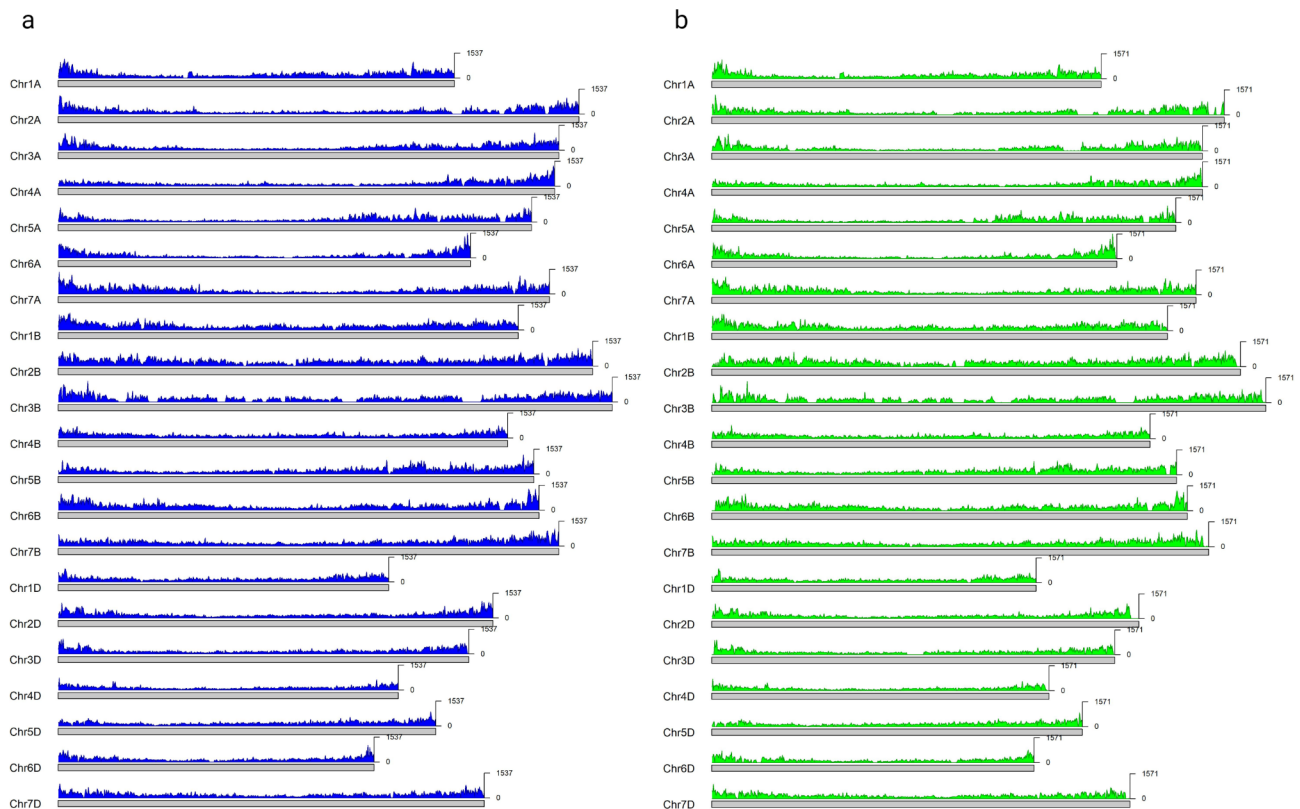 a
1537
0
Chr1A
1537
0
Chr2A
1537
0
Chr3A
1537
0
Chr4A
1537
0
Chr5A
1537
0
Chr6A
1537
0
Chr7A
1537
0
Chr1B
1537
0
Chr2B
1537
0
Chr3B
1537
0
Chr4B
1537
0
Chr5B
1537
0
Chr6B
1537
0
Chr7B
1537
0
Chr1D
1537
0
Chr2D
1537
0
Chr3D
1537
0
Chr4D
1537
0
Chr5D
1537
0
Chr6D
1537
0
Chr7D
b
1571
0
Chr1A
1571
0
Chr2A
1571
0
Chr3A
1571
0
Chr4A
1571
0
Chr5A
1571
0
Chr6A
1571
0
Chr7A
1571
0
Chr1B
1571
0
Chr2B
1571
0
Chr3B
1571
0
Chr4B
1571
0
Chr5B
1571
0
Chr6B
1571
0
Chr7B
1571
0
Chr1D
1571
0
Chr2D
1571
0
Chr3D
1571
0
Chr4D
1571
0
Chr5D
1571
0
Chr6D
1571
0
Chr7D